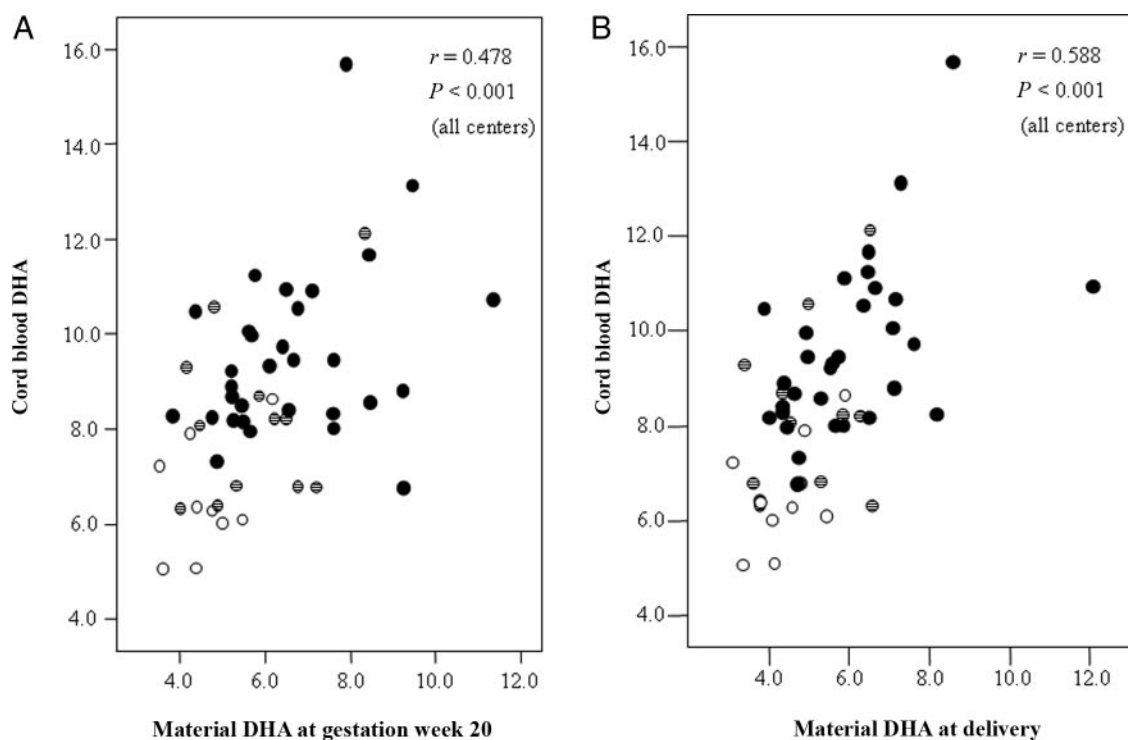 A
r = 0.478
P < 0.001
(all centers)
16.0
14.0
12.0
10.0
8.0
6.0
4.0
Cord blood DHA
4.0 6.0 8.0 10.0 12.0
Material DHA at gestation week 20
B
r = 0.588
P < 0.001
(all centers)
16.0
14.0
12.0
10.0
8.0
6.0
4.0
Cord blood DHA
4.0 6.0 8.0 10.0 12.0
Material DHA at delivery